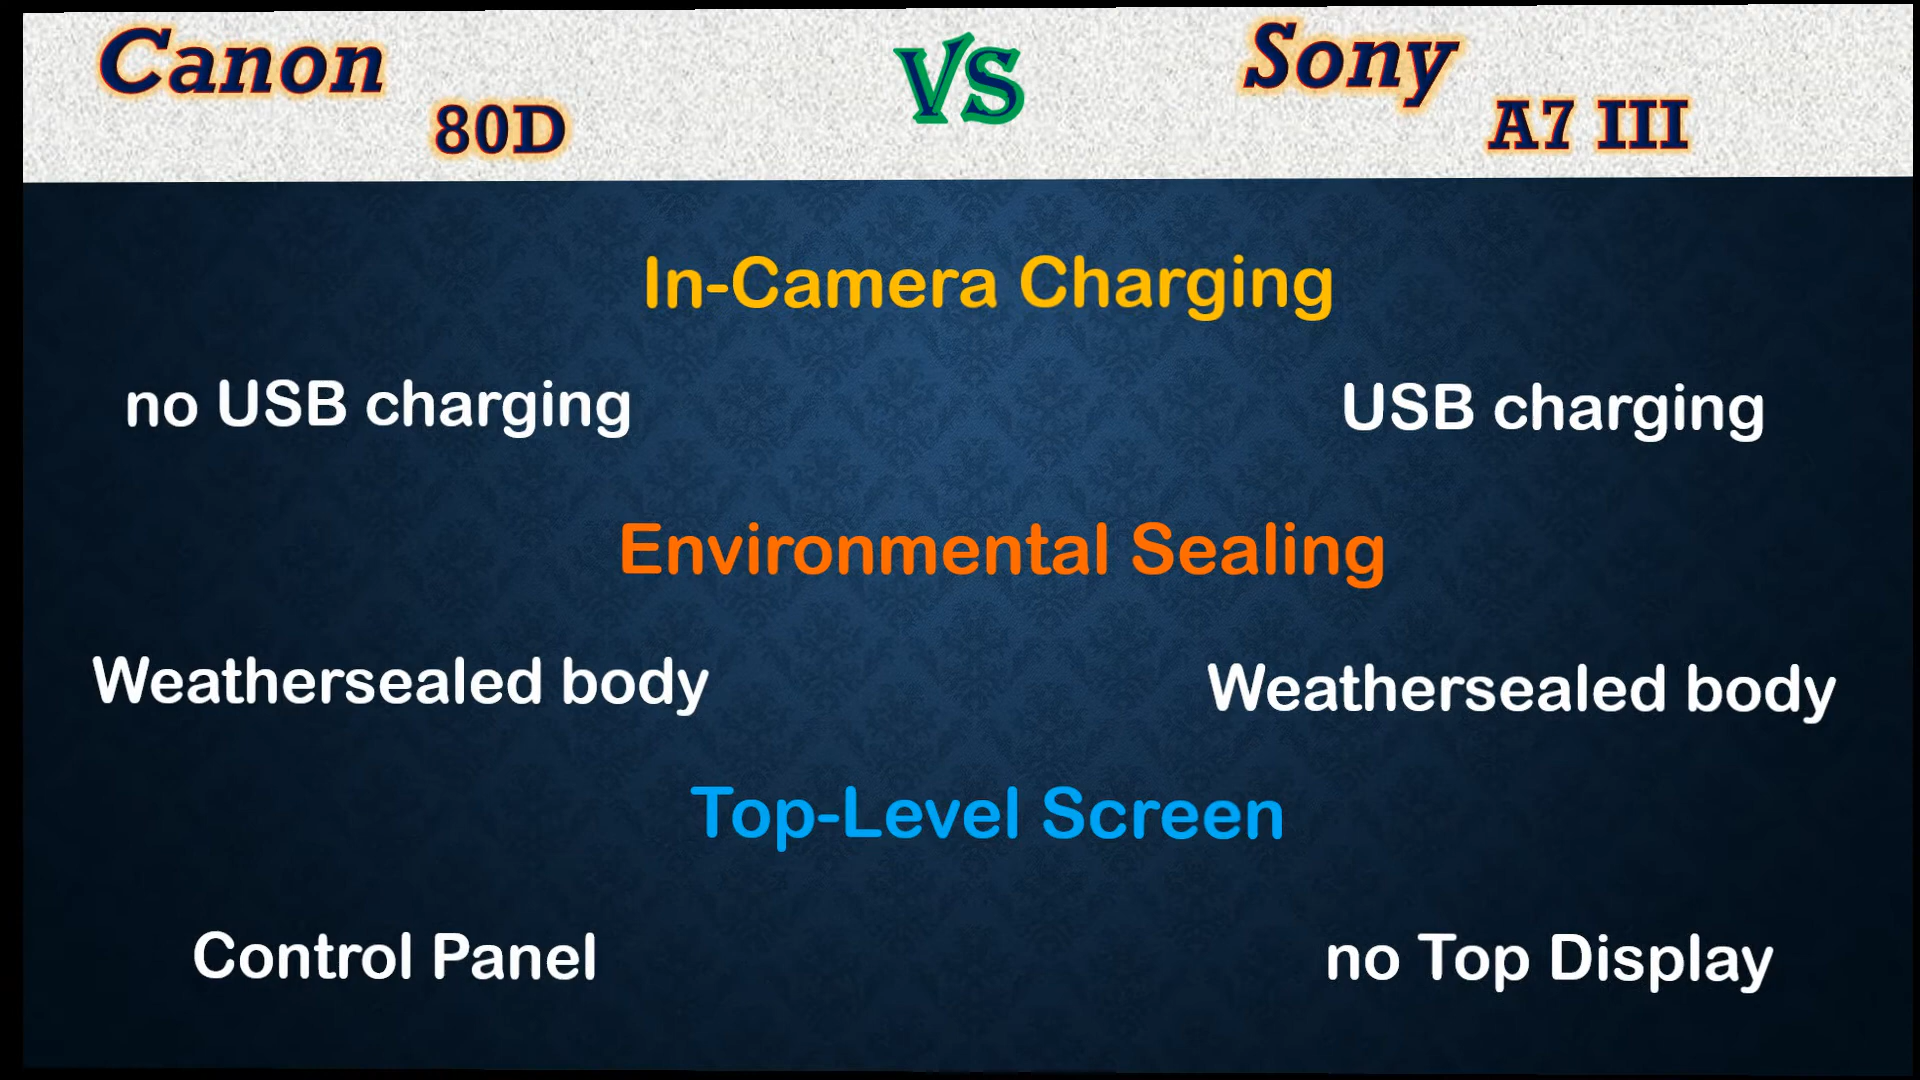 Canon VS Sony
80D A7 III
In-Camera Charging
no USB charging USB charging
Environmental Sealing
Weathersealed body Weathersealed body
Top-Level Screen
Control Panel no Top Display